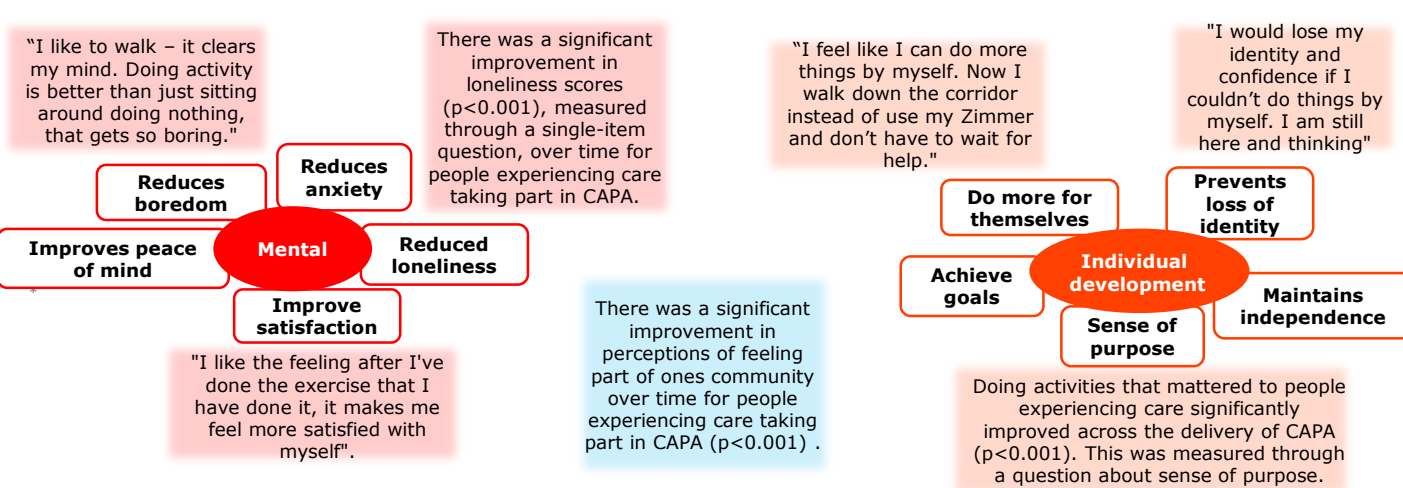 “I like to walk – it clears
my mind. Doing activity
is better than just sitting
around doing nothing,
that gets so boring."
There was a significant
improvement in
loneliness scores
(p<0.001), measured
through a single-item
question, over time for
people experiencing care
taking part in CAPA.
Reduces
anxiety
Reduces
boredom
Improves peace
of mind
*
Mental
Reduced
loneliness
Improve
satisfaction
"I like the feeling after I've
done the exercise that I
have done it, it makes me
feel more satisfied with
myself".
There was a significant
improvement in
perceptions of feeling
part of ones community
over time for people
experiencing care taking
part in CAPA (p<0.001) .
“I feel like I can do more
things by myself. Now I
walk down the corridor
instead of use my Zimmer
and don’t have to wait for
help."
"I would lose my
identity and
confidence if I
couldn’t do things by
myself. I am still
here and thinking"
Do more for
themselves
Prevents
loss of
identity
Achieve
goals
Individual
development
Maintains
independence
Sense of
purpose
Doing activities that mattered to people
experiencing care significantly
improved across the delivery of CAPA
(p<0.001). This was measured through
a question about sense of purpose.